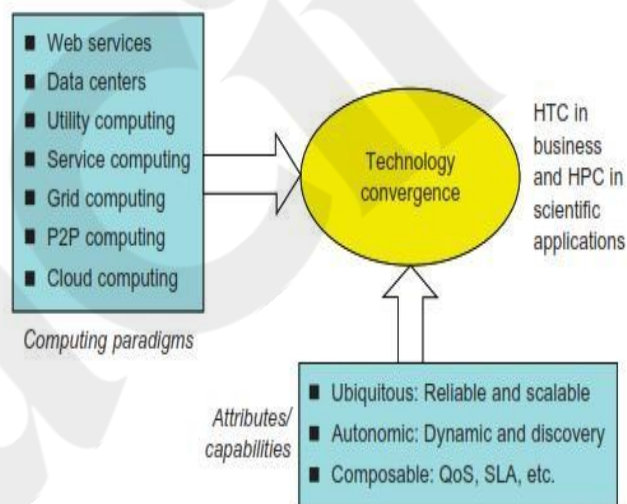 Web services
Data centers
Utility computing
Service computing
Grid computing
P2P computing
Cloud computing
Computing paradigms
Technology
convergence
HTC in
business
and HPC in
scientific
applications
Attributes/
capabilities
Ubiquitous: Reliable and scalable
Autonomic: Dynamic and discovery
Composable: QoS, SLA, etc.